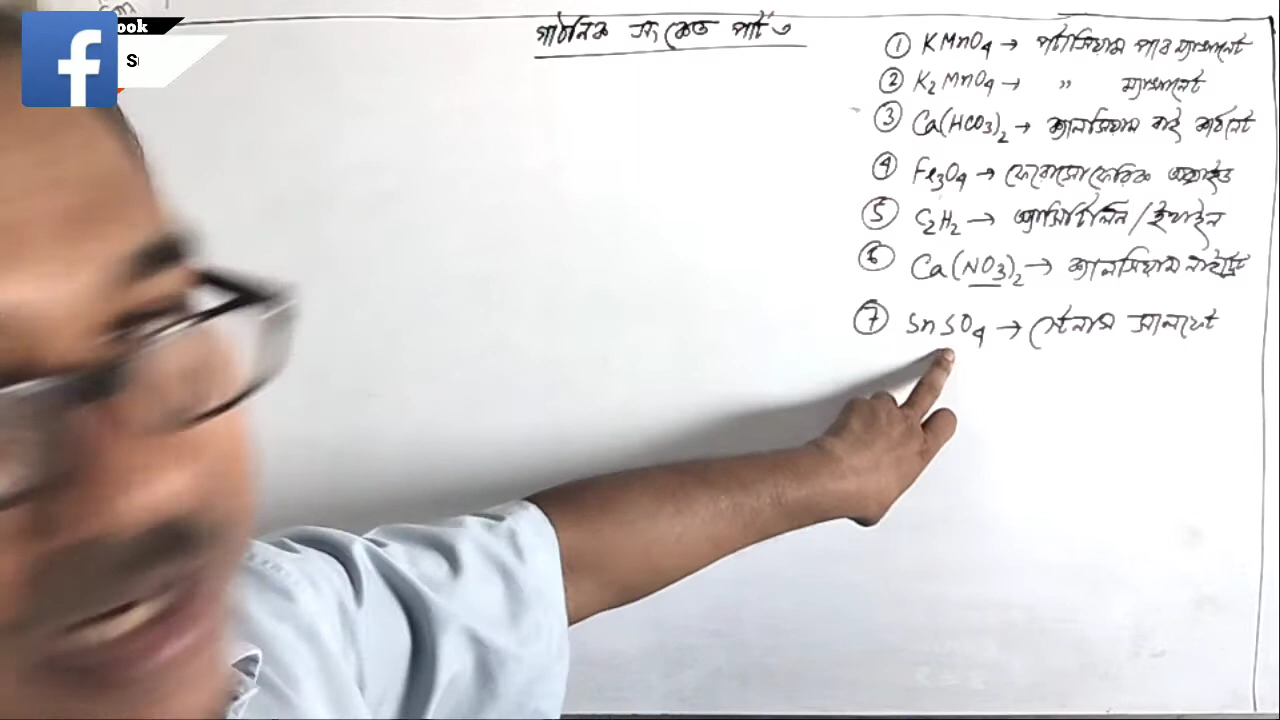 ook
f
S
গাঠনিক সংকেত পার্ট ৩
① KMnO₄ → পটাসিয়াম পার ম্যাঙ্গানেট
② K₂MnO₄ → " ম্যাঙ্গানেট
③ Ca(HCO₃)₂ → ক্যালসিয়াম বাই কার্বনেট
④ Fe₃O₄ → ফেরোসোফেরিক অক্সাইড
⑤ C₂H₂ → অ্যাসিটিলিন / ইথাইন
⑥ Ca(NO₃)₂ → ক্যালসিয়াম নাইট্রেট
⑦ SnSO₄ → স্টেনাস সালফেট